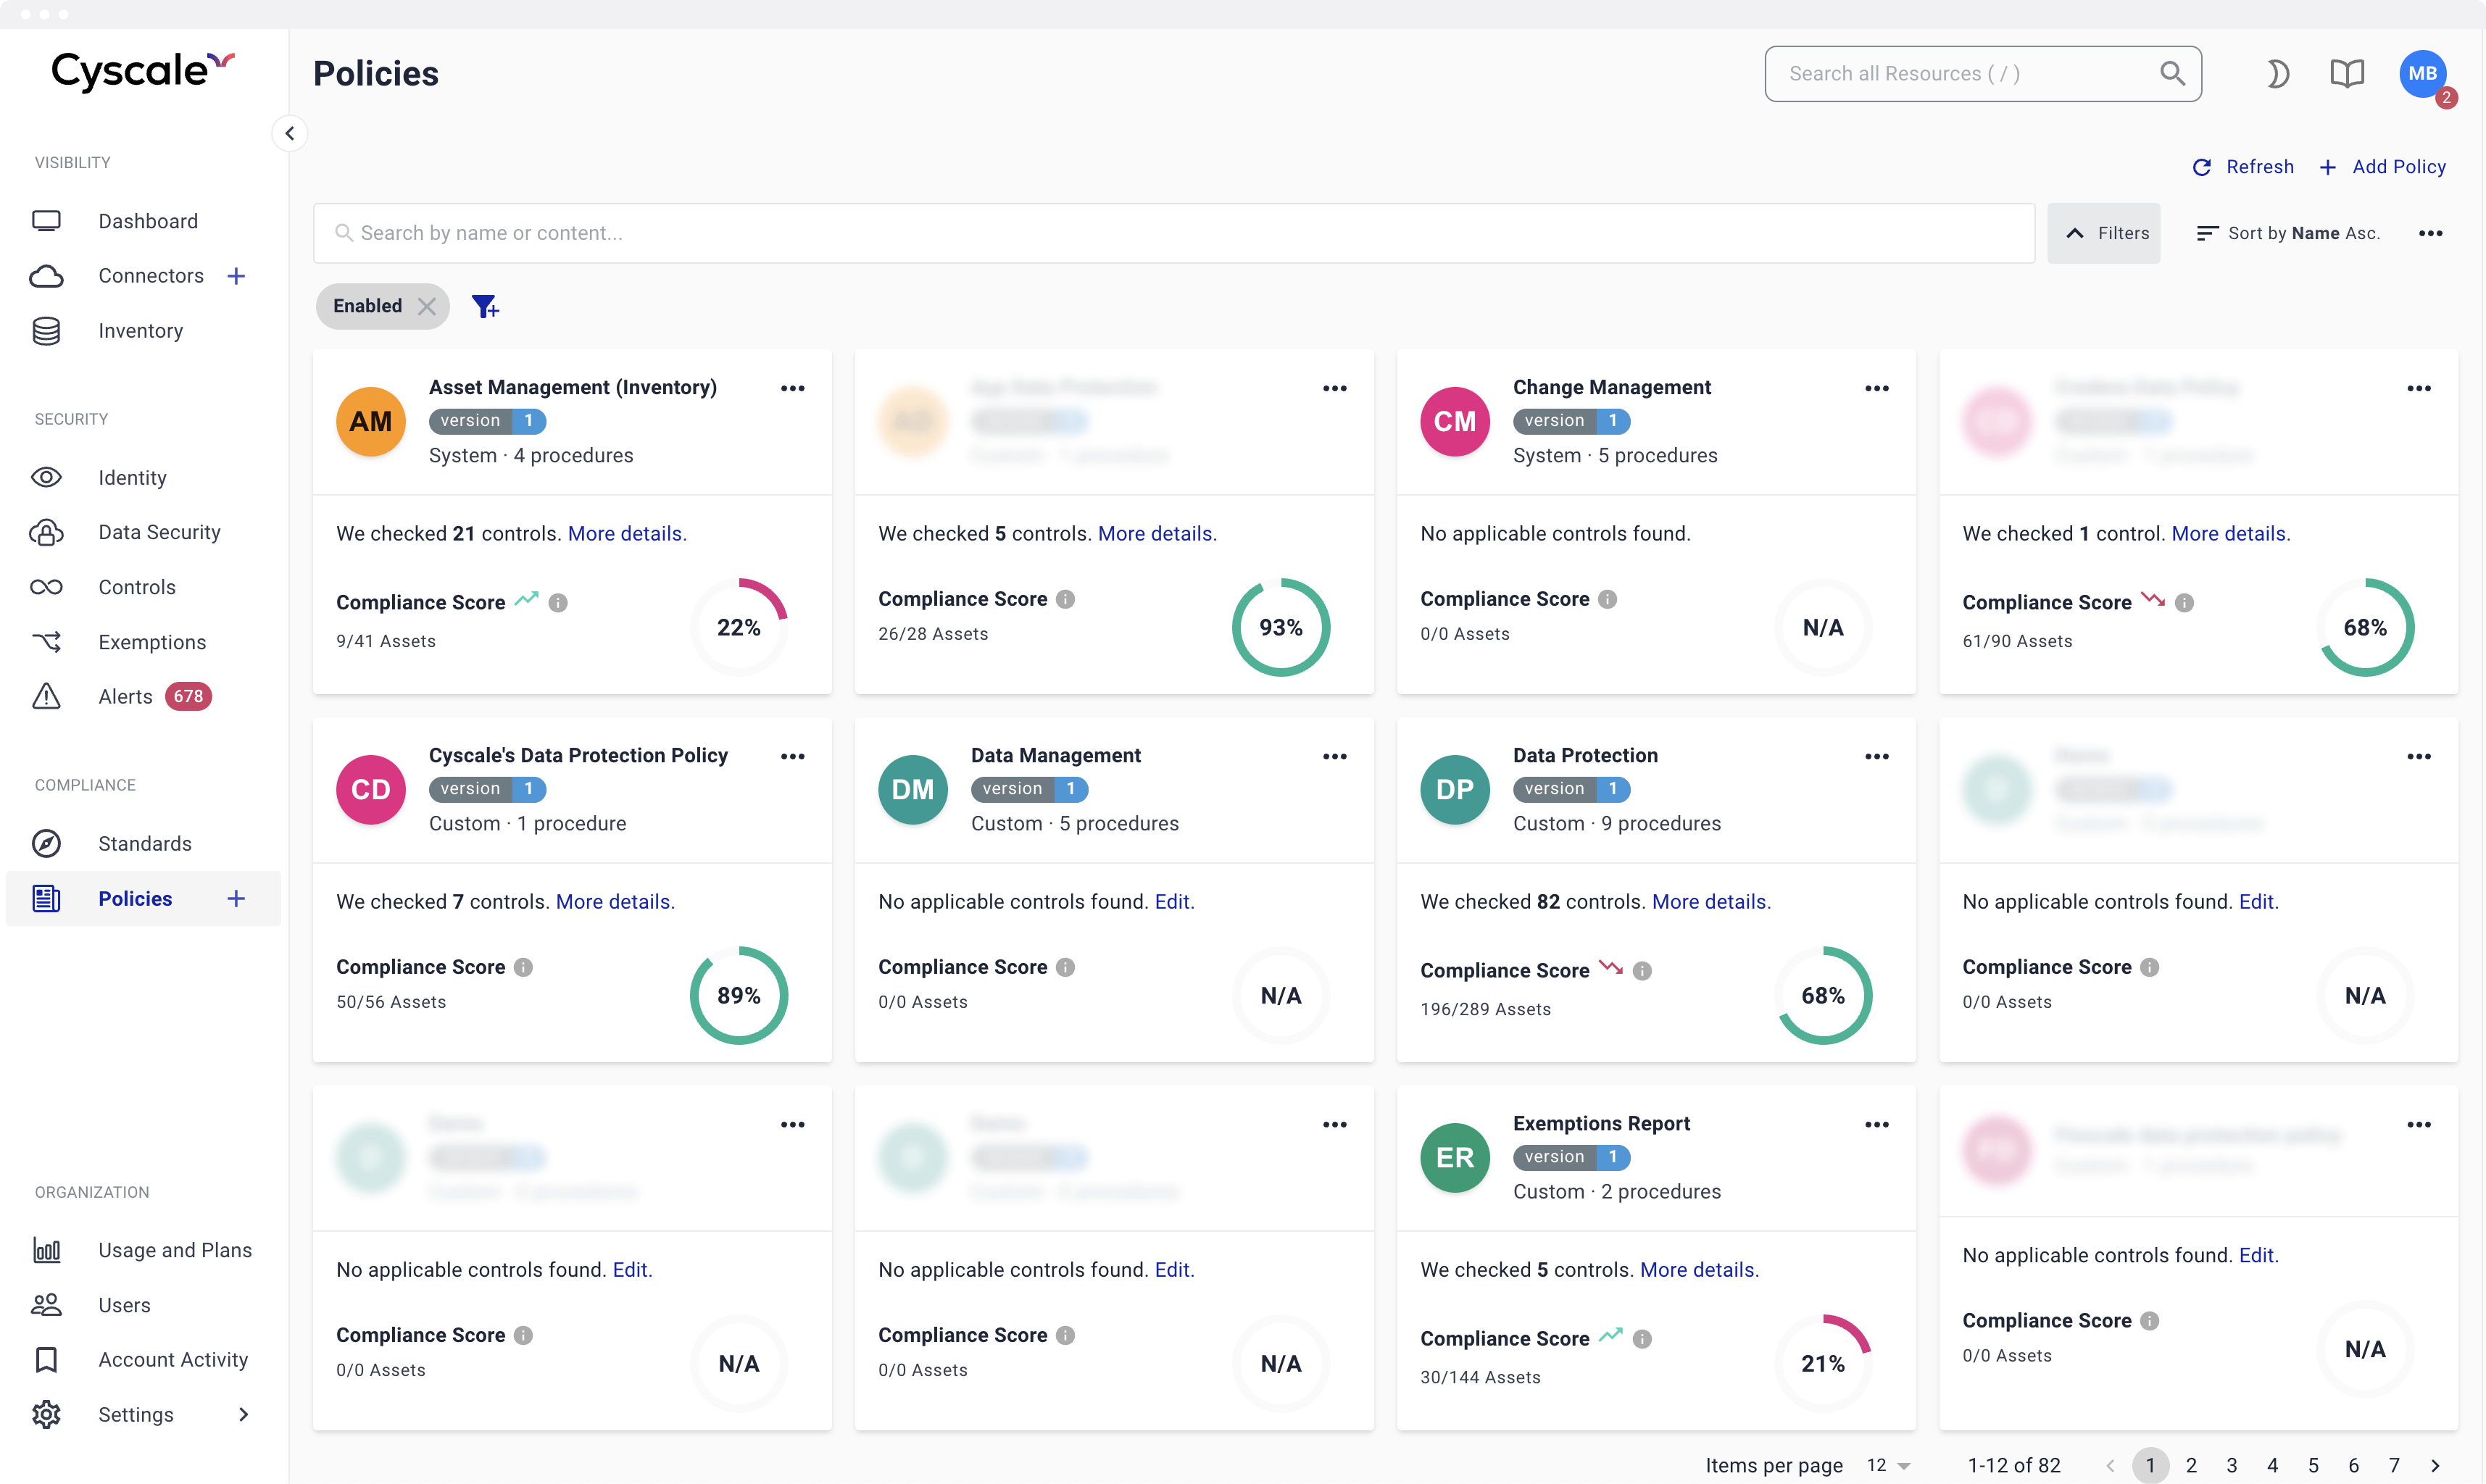 Cyscale
Policies
Search all Resources ( / )
MB
2
VISIBILITY
Dashboard
Connectors
Inventory
SECURITY
Identity
Data Security
Controls
Exemptions
Alerts 678
COMPLIANCE
Standards
Policies
ORGANIZATION
Usage and Plans
Users
Account Activity
Settings
Refresh
Add Policy
Search by name or content...
Filters
Sort by Name Asc.
Enabled
AM
Asset Management (Inventory)
version 1
System · 4 procedures
We checked 21 controls. More details.
Compliance Score
9/41 Assets
22%
We checked 5 controls. More details.
Compliance Score
26/28 Assets
93%
CM
Change Management
version 1
System · 5 procedures
No applicable controls found.
Compliance Score
0/0 Assets
N/A
We checked 1 control. More details.
Compliance Score
61/90 Assets
68%
CD
Cyscale's Data Protection Policy
version 1
Custom · 1 procedure
We checked 7 controls. More details.
Compliance Score
50/56 Assets
89%
DM
Data Management
version 1
Custom · 5 procedures
No applicable controls found. Edit.
Compliance Score
0/0 Assets
N/A
DP
Data Protection
version 1
Custom · 9 procedures
We checked 82 controls. More details.
Compliance Score
196/289 Assets
68%
No applicable controls found. Edit.
Compliance Score
0/0 Assets
N/A
No applicable controls found. Edit.
Compliance Score
0/0 Assets
N/A
No applicable controls found. Edit.
Compliance Score
0/0 Assets
N/A
ER
Exemptions Report
version 1
Custom · 2 procedures
We checked 5 controls. More details.
Compliance Score
30/144 Assets
21%
No applicable controls found. Edit.
Compliance Score
0/0 Assets
N/A
Items per page 12 1-12 of 82 1 2 3 4 5 6 7